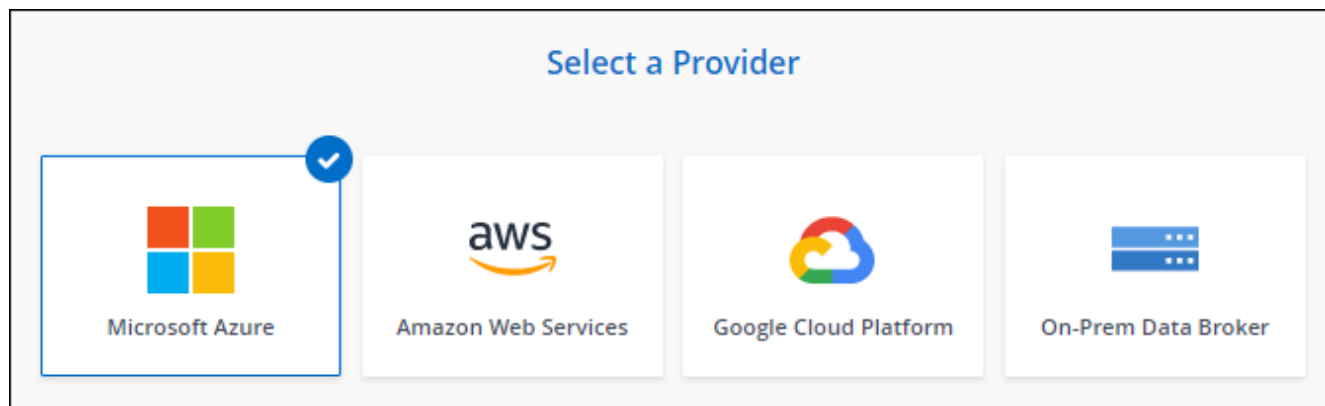 Select a Provider
aws
Microsoft Azure
Amazon Web Services
Google Cloud Platform
On-Prem Data Broker